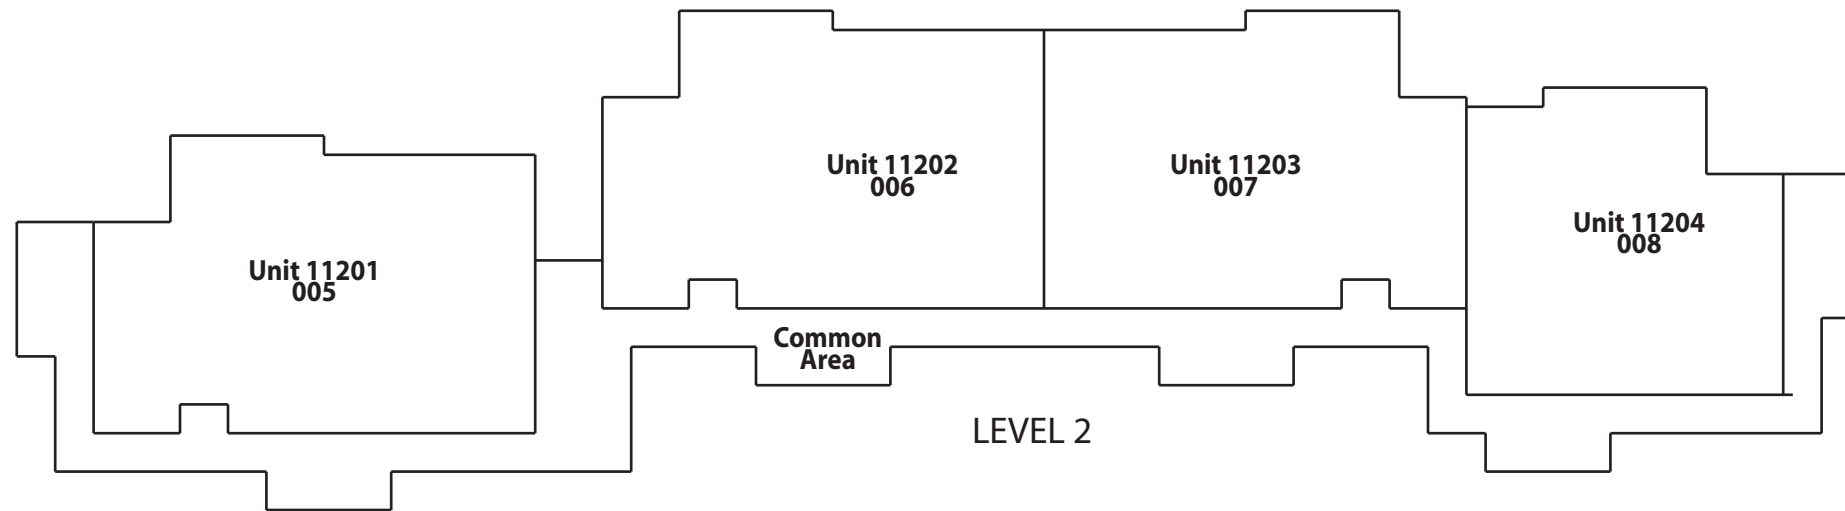 Unit 11201
005
Unit 11202
006
Unit 11203
007
Unit 11204
008
Common
Area
LEVEL 2